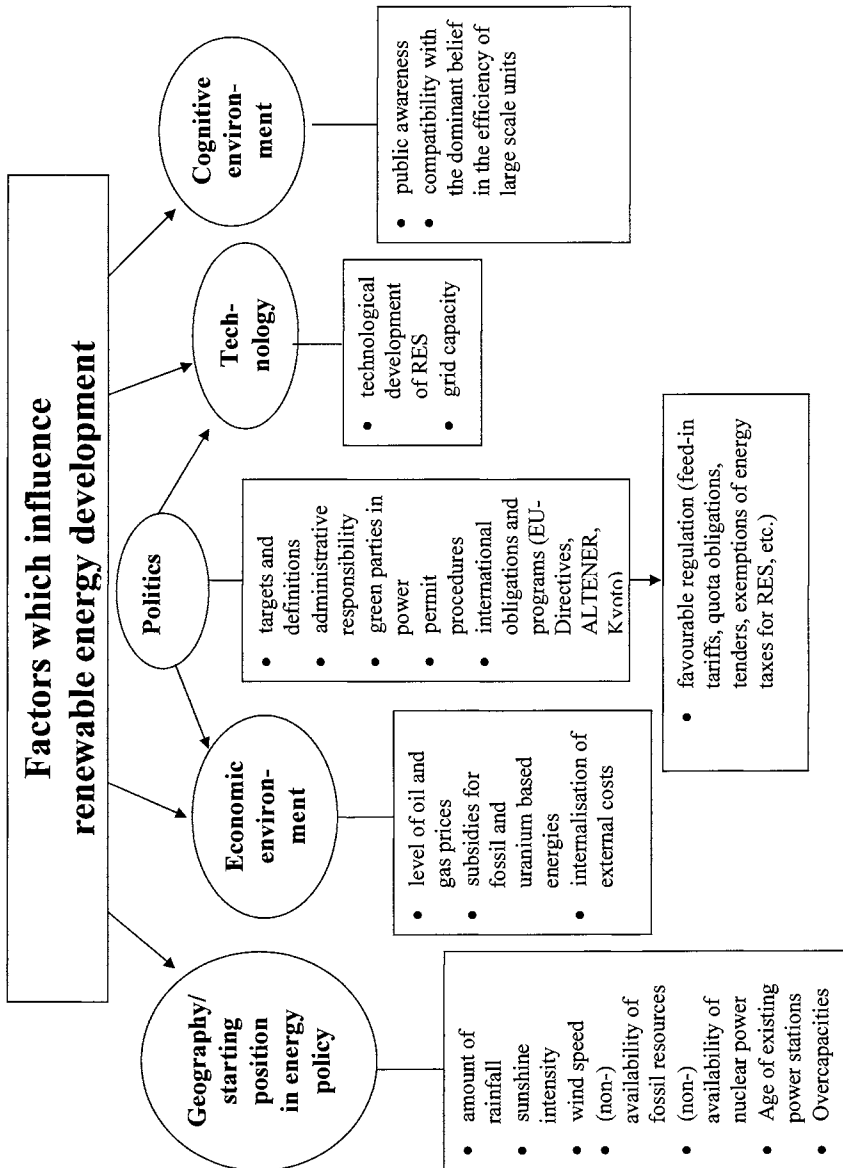 Factors which influence
renewable energy development
Geography/
starting
position
in energy
policy
Economic
environ-
ment
Politics
Tech-
nology
Cognitive
environ-
ment
• amount of
rainfall
• sunshine
intensity
• wind speed
• (non-)
availability of
fossil resources
• (non-)
availability of
nuclear power
• Age of existing
power stations
• Overcapacities
• level of oil and
gas prices
• subsidies for
fossil and
uranium based
energies
• internalisation of
external costs
• targets and
definitions
• administrative
responsibility
• green parties in
power
• permit
procedures
• international
obligations and
programs (EU-
Directives,
ALTENER,
Kyoto)
• technological
development
of RES
• grid capacity
• public awareness
• compatibility with
the dominant belief
in the efficiency of
large scale units
• favourable regulation (feed-in
tariffs, quota obligations,
tenders, exemptions of energy
taxes for RES, etc.)